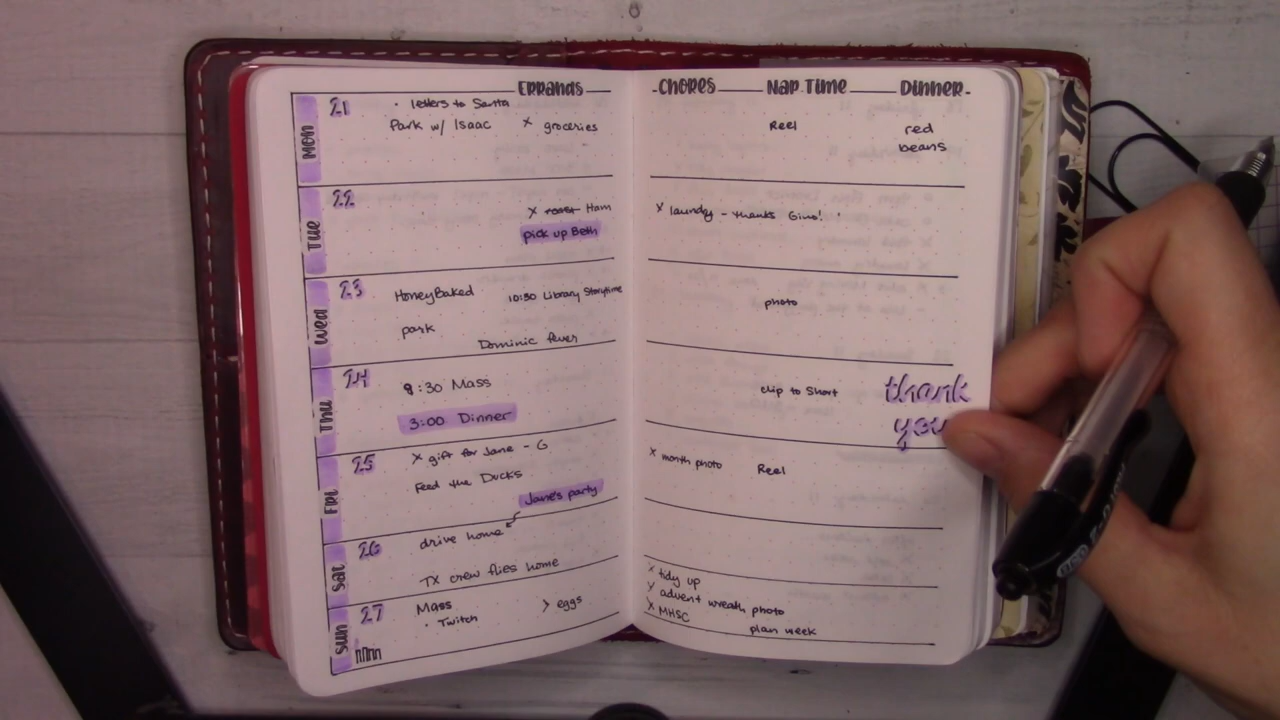 ERRANDS
CHORES NAP TIME DINNER
MON 21
· letters to Santa
Park w/ Isaac x groceries
Reel
red
beans
TUE 22
x roast Ham
pick up Beth
x laundry - thanks Gino!
WED 23
HoneyBaked 10:30 Library Storytime
park
Dominic fever
photo
THU 24
8:30 Mass
3:00 Dinner
clip to Short
thank
you
FRI 25
x gift for Jane - G
Feed the Ducks
Jane's party
x month photo Reel
SAT 26
drive home
TX crew flies home
SUN 27
Mass
· Twitch
> eggs
x tidy up
x advent wreath photo
x MHSC
plan week